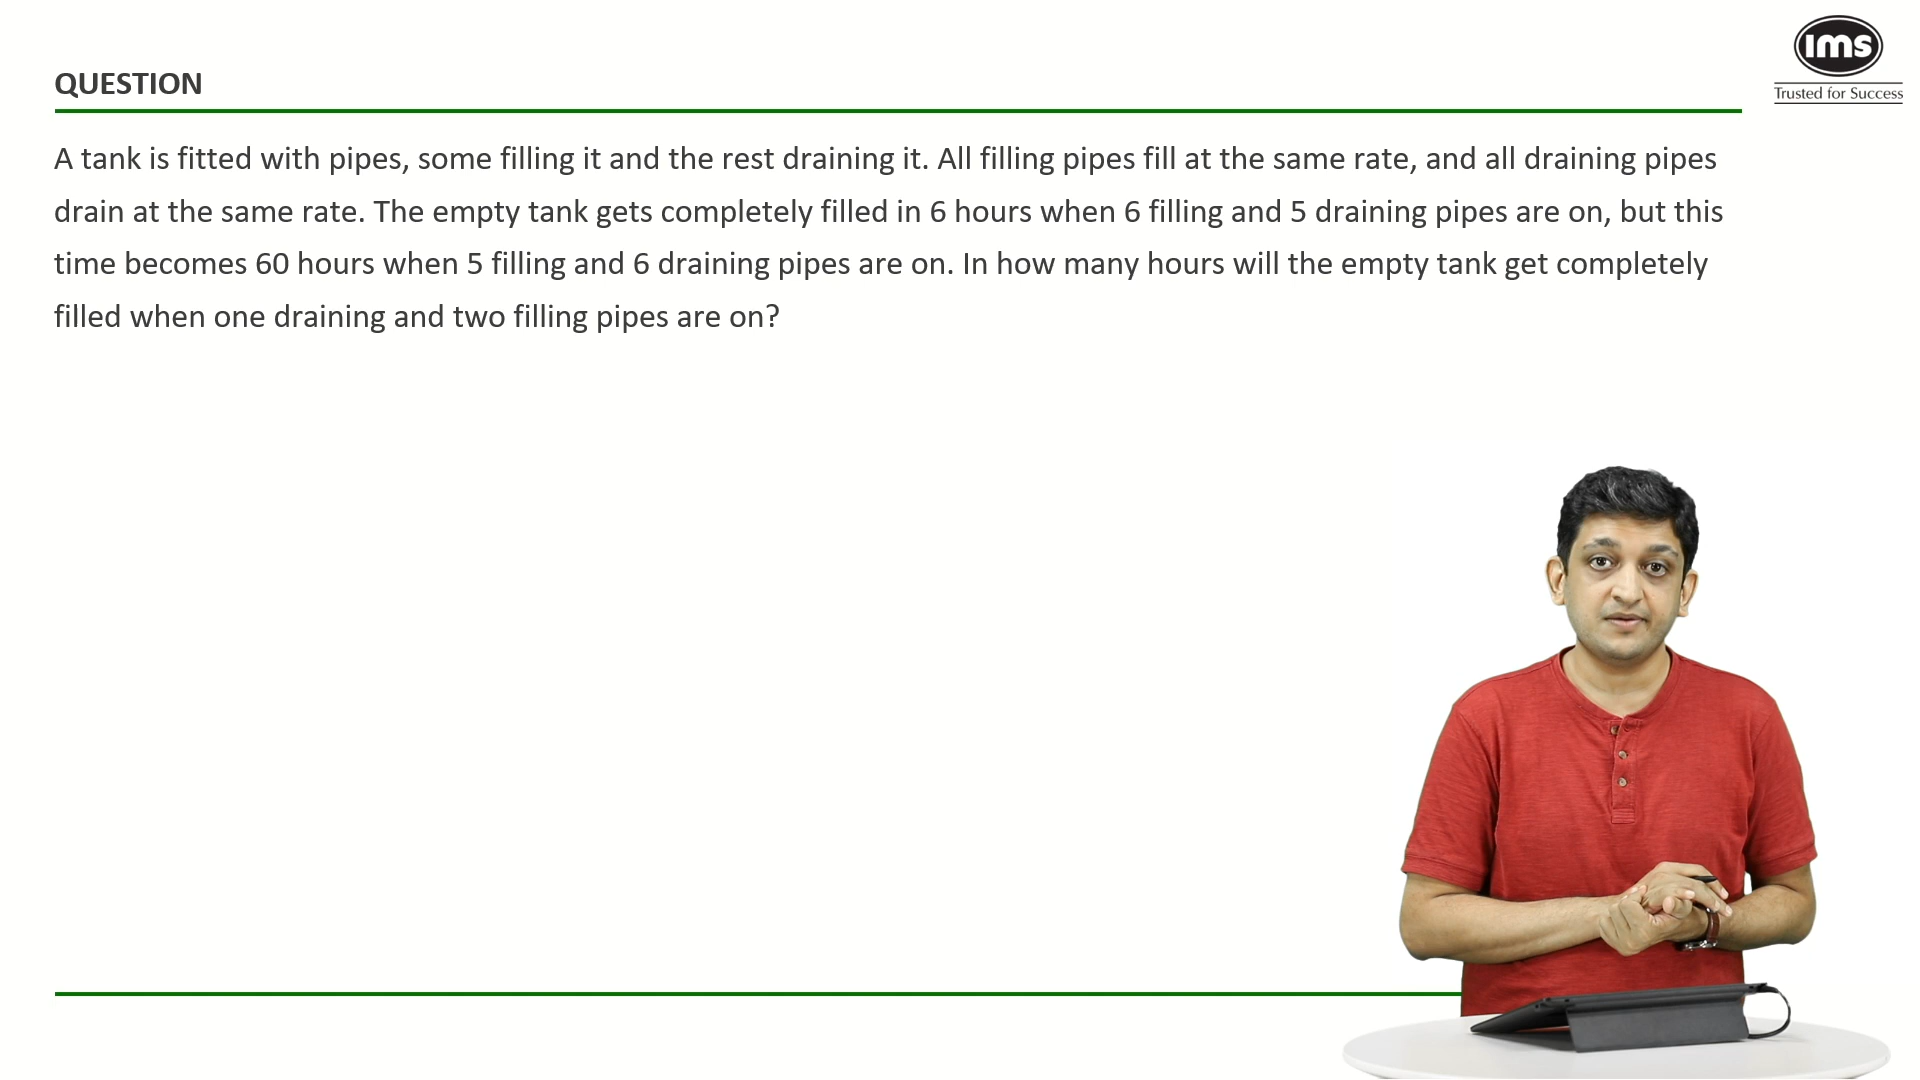 ims
Trusted for Success
QUESTION
A tank is fitted with pipes, some filling it and the rest draining it. All filling pipes fill at the same rate, and all draining pipes
drain at the same rate. The empty tank gets completely filled in 6 hours when 6 filling and 5 draining pipes are on, but this
time becomes 60 hours when 5 filling and 6 draining pipes are on. In how many hours will the empty tank get completely
filled when one draining and two filling pipes are on?